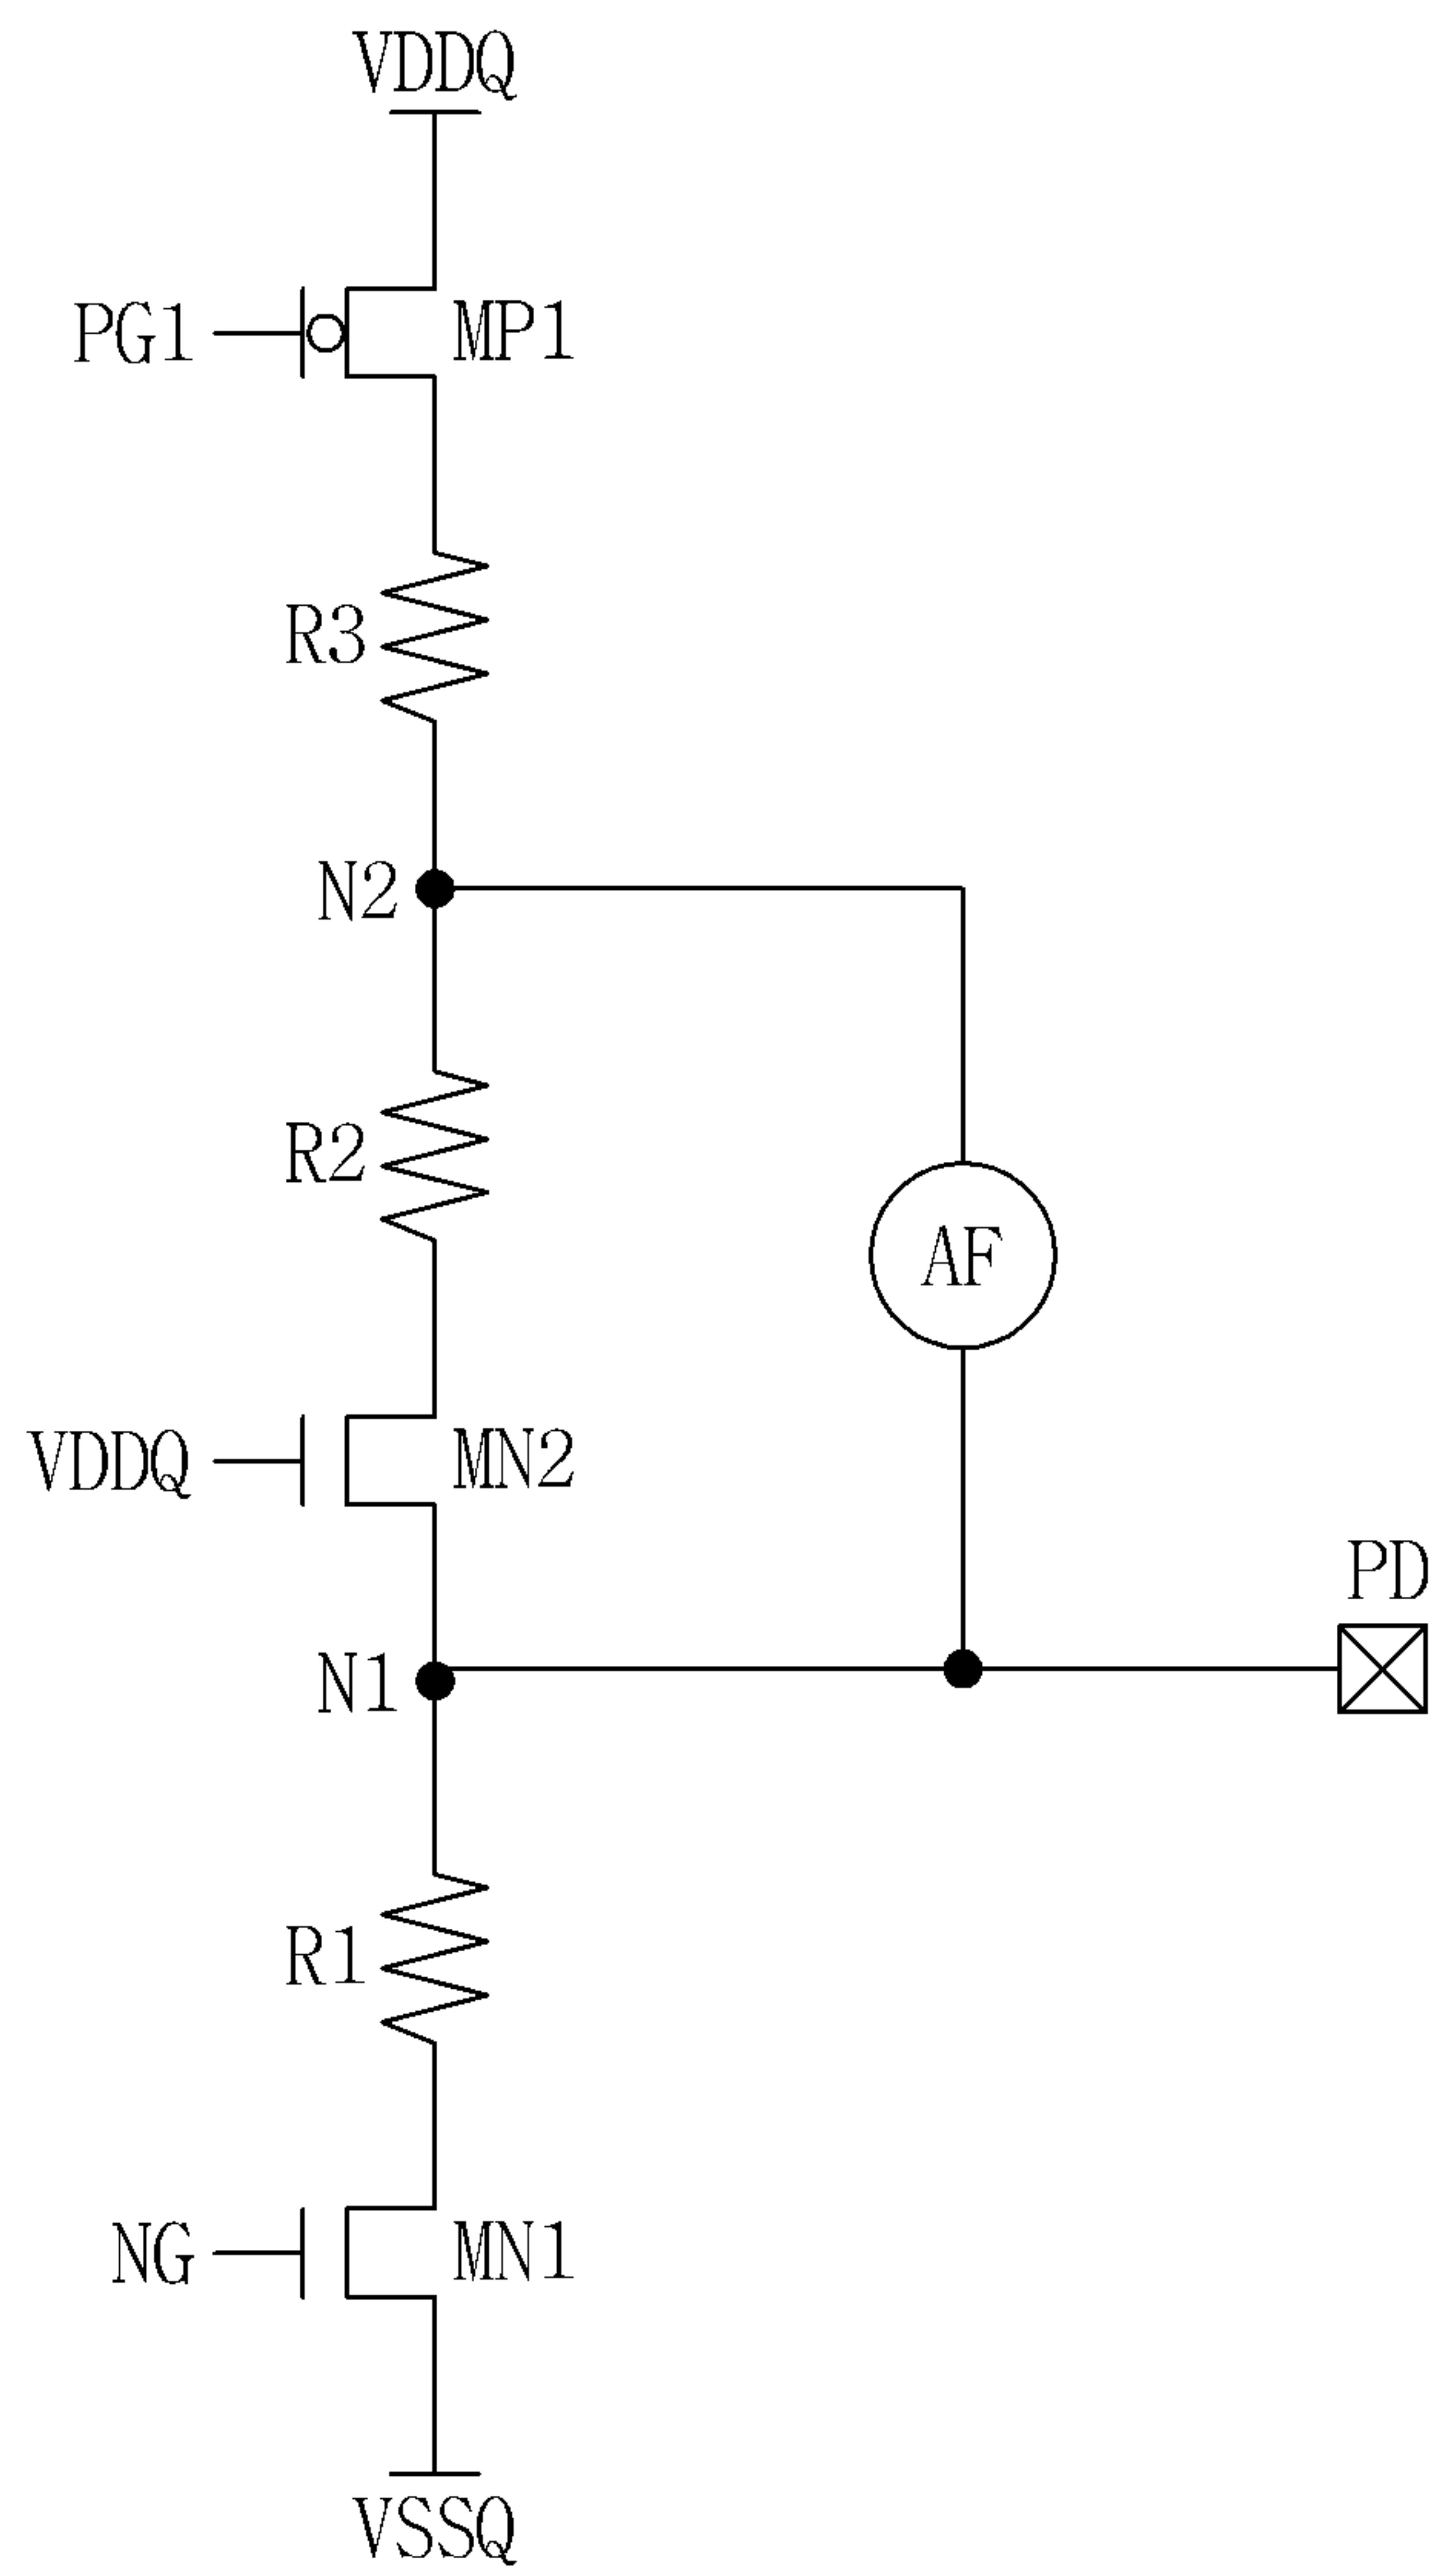 VDDQ
PG1
MP1
R3
N2
R2
AF
VDDQ
MN2
PD
N1
R1
NG
MN1
VSSQ